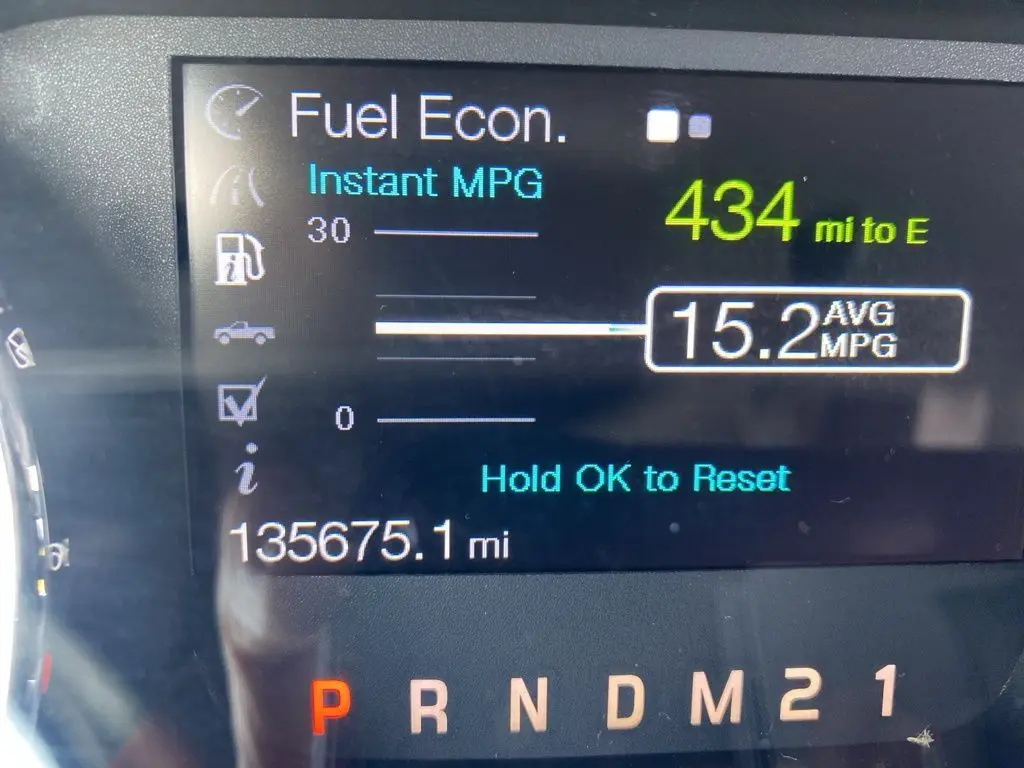 Fuel Econ.
Instant MPG
30
434 mi to E
15.2 AVG MPG
0
Hold OK to Reset
135675.1 mi
P R N D M 2 1